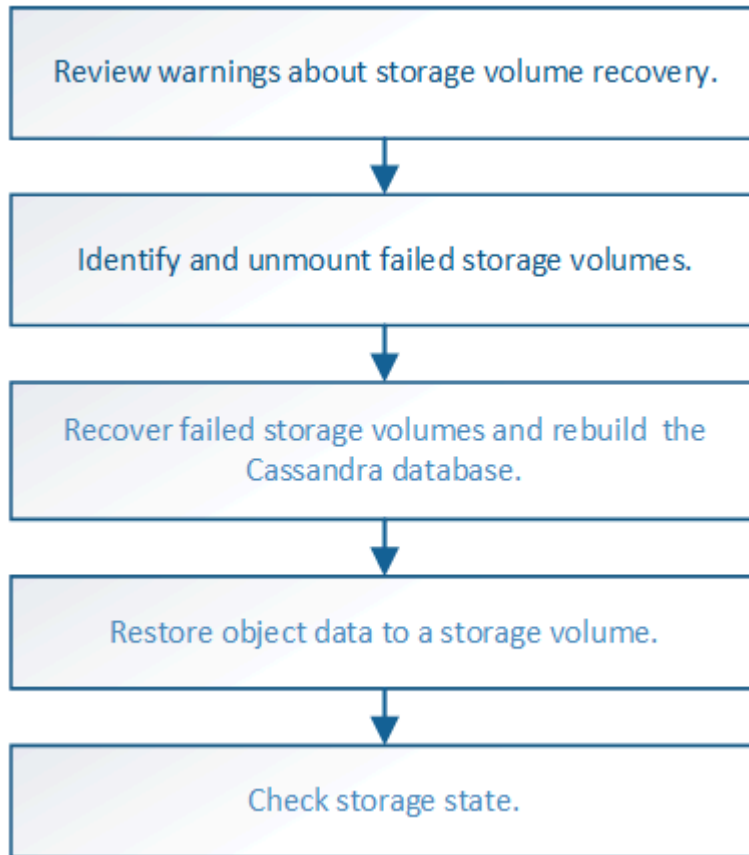 Review warnings about storage volume recovery.
Identify and unmount failed storage volumes.
Recover failed storage volumes and rebuild the
Cassandra database.
Restore object data to a storage volume.
Check storage state.